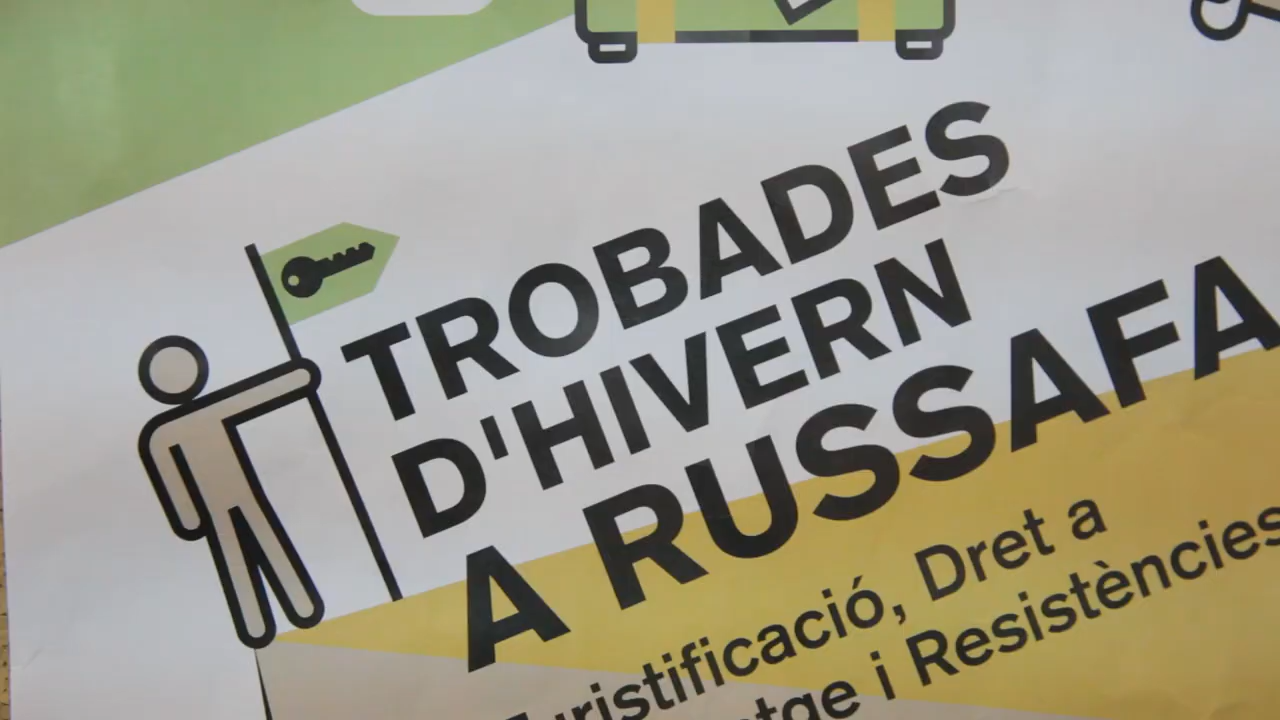 TROBADES
D'HIVERN
A RUSSAFA
Dret a
i Resistències